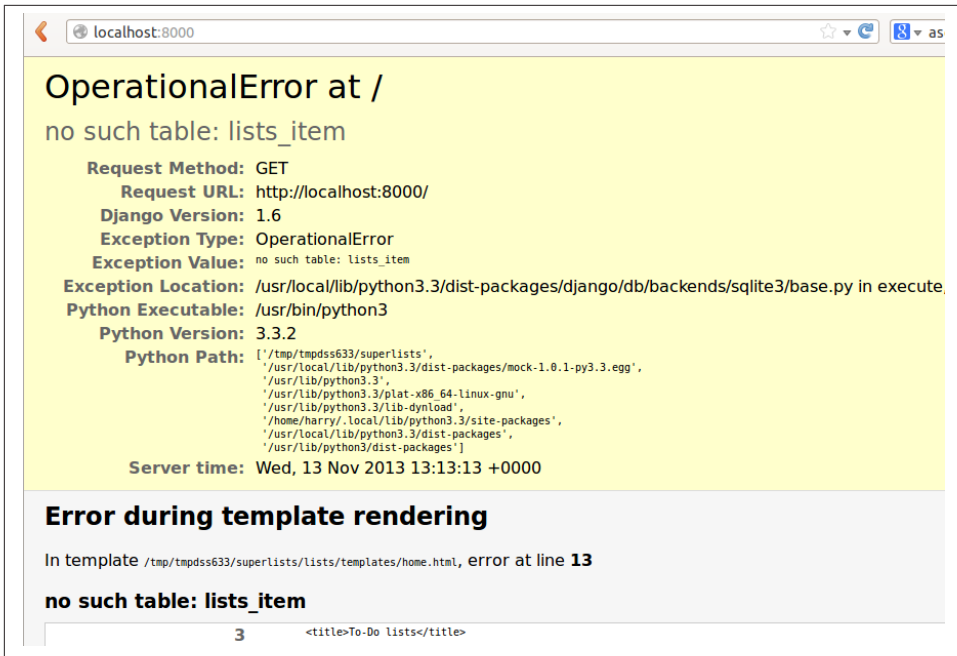 localhost:8000
8 as
OperationalError at /
no such table: lists_item
Request Method: GET
Request URL: http://localhost:8000/
Django Version: 1.6
Exception Type: OperationalError
Exception Value: no such table: lists_item
Exception Location: /usr/local/lib/python3.3/dist-packages/django/db/backends/sqlite3/base.py in execute,
Python Executable: /usr/bin/python3
Python Version: 3.3.2
Python Path: ['/tmp/tmpdss633/superlists',
'/usr/local/lib/python3.3/dist-packages/mock-1.0.1-py3.3.egg',
'/usr/lib/python3.3',
'/usr/lib/python3.3/plat-x86_64-linux-gnu',
'/usr/lib/python3.3/lib-dynload',
'/home/harry/.local/lib/python3.3/site-packages',
'/usr/local/lib/python3.3/dist-packages',
'/usr/lib/python3/dist-packages']
Server time: Wed, 13 Nov 2013 13:13:13 +0000
Error during template rendering
In template /tmp/tmpdss633/superlists/lists/templates/home.html, error at line 13
no such table: lists_item
3 <title>To-Do lists</title>